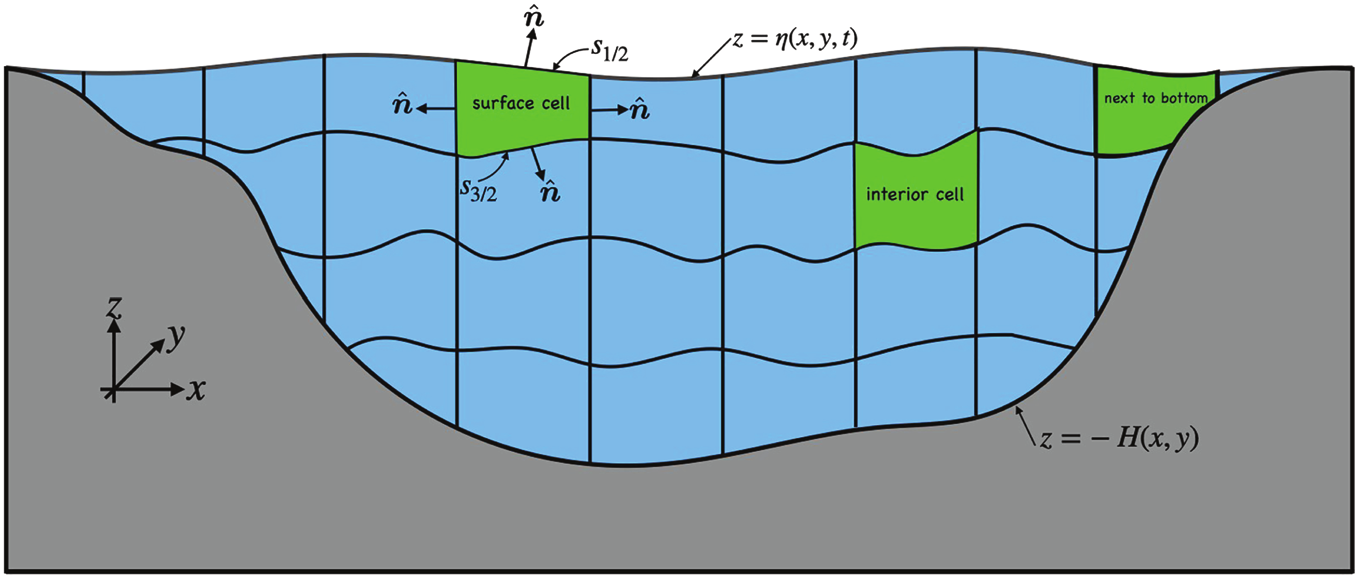 n̂
s₁/₂
z = η(x, y, t)
n̂
surface cell
n̂
next to bottom
s₃/₂
n̂
interior cell
z
y
x
z = − H(x, y)